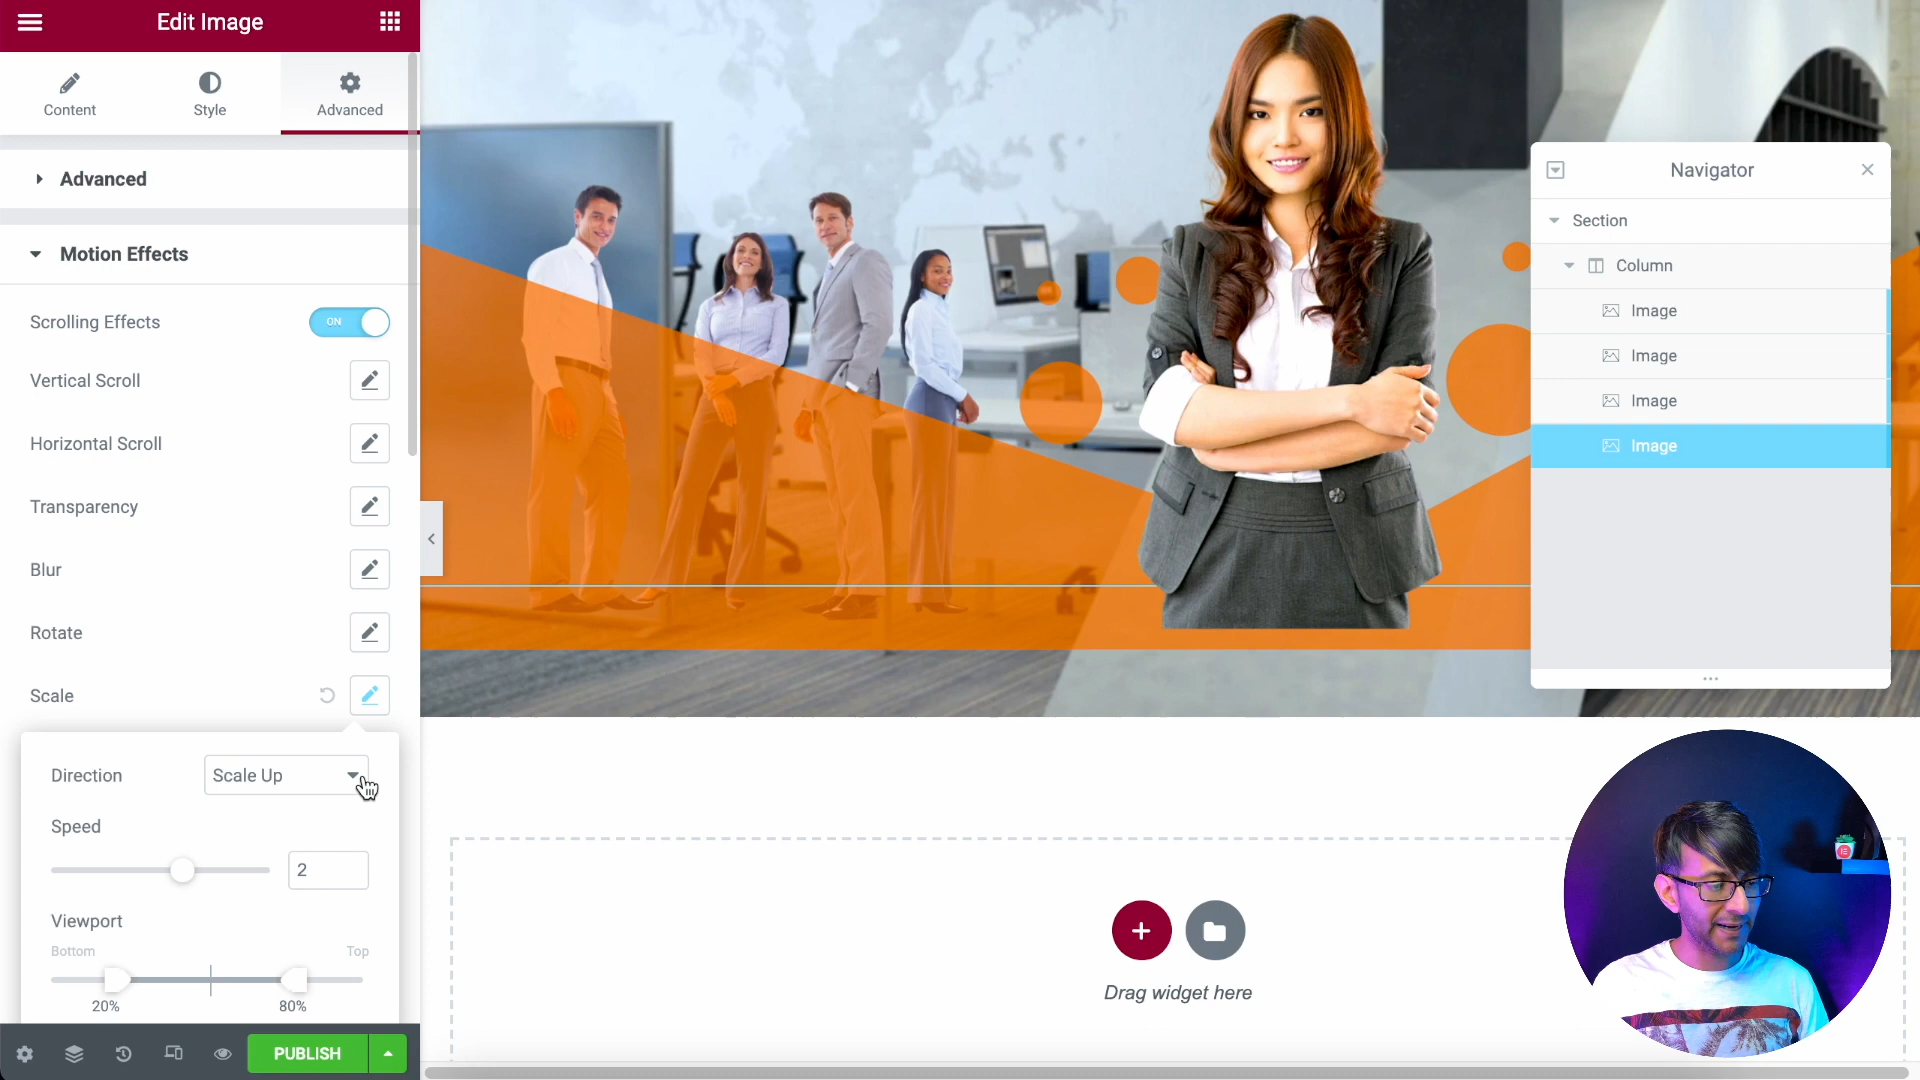 Edit Image
Content
Style
Advanced
Advanced
Motion Effects
Scrolling Effects
ON
Vertical Scroll
Horizontal Scroll
Transparency
Blur
Rotate
Scale
Direction
Scale Up
Speed
2
Viewport
Bottom
Top
20%
80%
PUBLISH
Navigator
Section
Column
Image
Image
Image
Image
Drag widget here